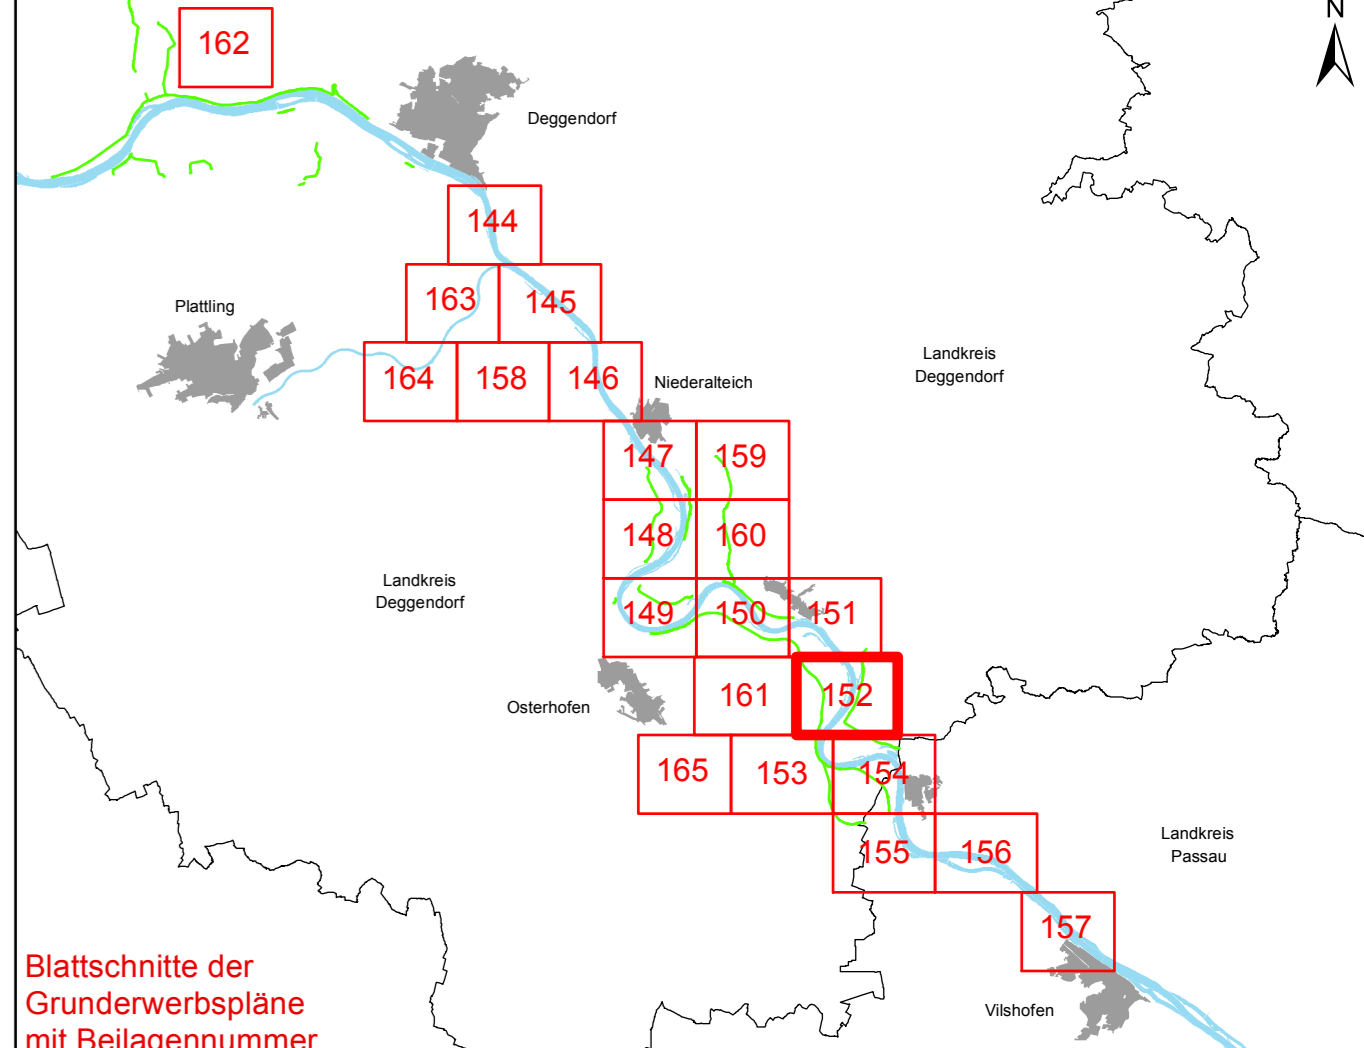 N
162
Deggendorf
144
Plattling
163
145
Landkreis
Deggendorf
164
158
146
Niederalteich
147
159
148
160
Landkreis
Deggendorf
149
150
151
Osterhofen
161
152
165
153
154
Landkreis
Passau
155
156
157
Vilshofen
Blattschnitte der
Grunderwerbspläne
mit Beilagennummer